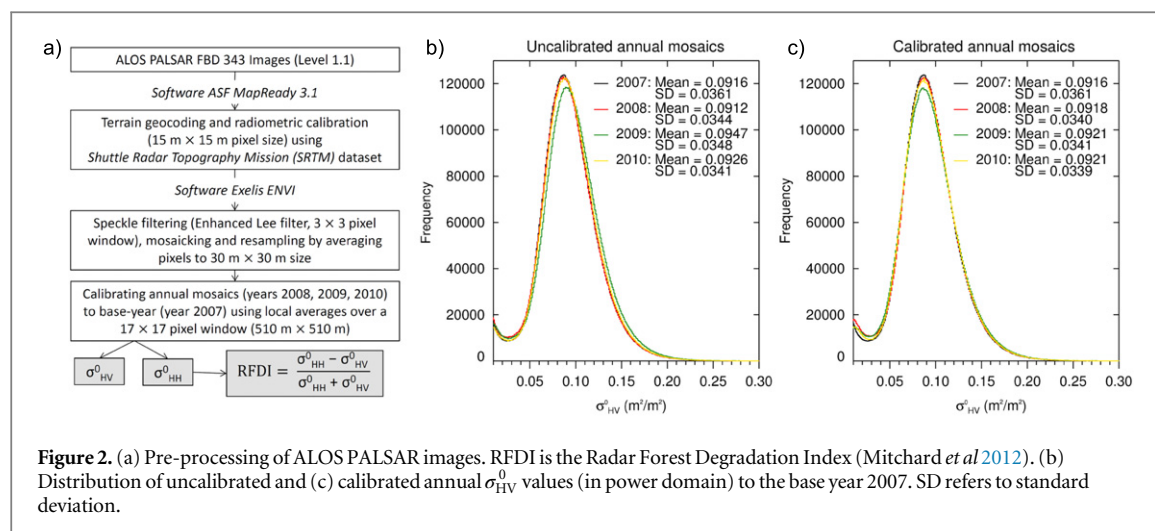 a)
ALOS PALSAR FBD 343 Images (Level 1.1)
Software ASF MapReady 3.1
Terrain geocoding and radiometric calibration
(15 m × 15 m pixel size) using
Shuttle Radar Topography Mission (SRTM) dataset
Software Exelis ENVI
Speckle filtering (Enhanced Lee filter, 3 × 3 pixel
window), mosaicking and resampling by averaging
pixels to 30 m × 30 m size
Calibrating annual mosaics (years 2008, 2009, 2010)
to base-year (year 2007) using local averages over a
17 × 17 pixel window (510 m × 510 m)
σ⁰HV
σ⁰HH
RFDI = (σ⁰HH − σ⁰HV) / (σ⁰HH + σ⁰HV)
b)
Uncalibrated annual mosaics
2007: Mean = 0.0916
SD = 0.0361
2008: Mean = 0.0912
SD = 0.0344
2009: Mean = 0.0947
SD = 0.0348
2010: Mean = 0.0926
SD = 0.0341
Frequency
120000
100000
80000
60000
40000
20000
0
0.05 0.10 0.15 0.20 0.25 0.30
σ⁰HV (m²/m²)
c)
Calibrated annual mosaics
2007: Mean = 0.0916
SD = 0.0361
2008: Mean = 0.0918
SD = 0.0340
2009: Mean = 0.0921
SD = 0.0341
2010: Mean = 0.0921
SD = 0.0339
Frequency
120000
100000
80000
60000
40000
20000
0
0.05 0.10 0.15 0.20 0.25 0.30
σ⁰HV (m²/m²)
Figure 2. (a) Pre-processing of ALOS PALSAR images. RFDI is the Radar Forest Degradation Index (Mitchard et al 2012). (b)
Distribution of uncalibrated and (c) calibrated annual σ⁰HV values (in power domain) to the base year 2007. SD refers to standard
deviation.